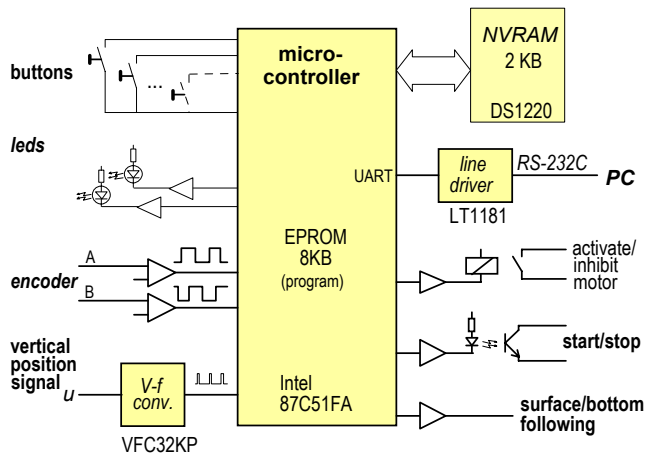 buttons
...
leds
encoder
A
B
vertical
position
signal
u
V-f
conv.
VFC32KP
micro-
controller
UART
EPROM
8KB
(program)
Intel
87C51FA
NVRAM
2 KB
DS1220
line
driver
LT1181
RS-232C
PC
activate/
inhibit
motor
start/stop
surface/bottom
following